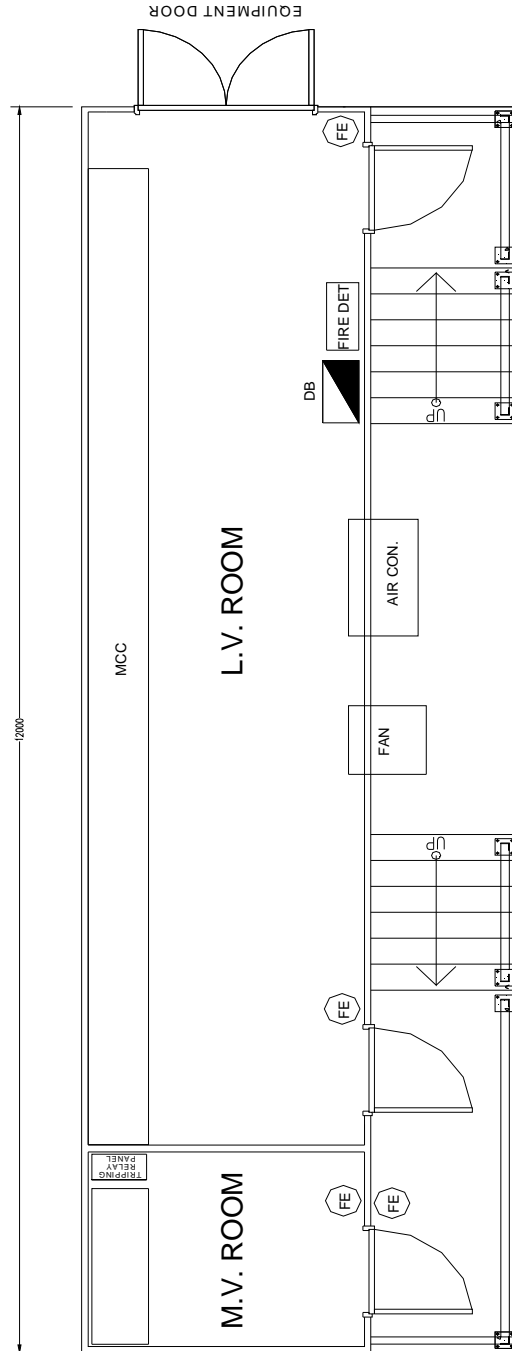 EQUIPMENT DOOR
12000
MCC
L.V. ROOM
FE
FIRE DET
DB
UP
AIR CON.
FAN
UP
FE
TRIPPING
RELAY
PANEL
M.V. ROOM
FE
FE